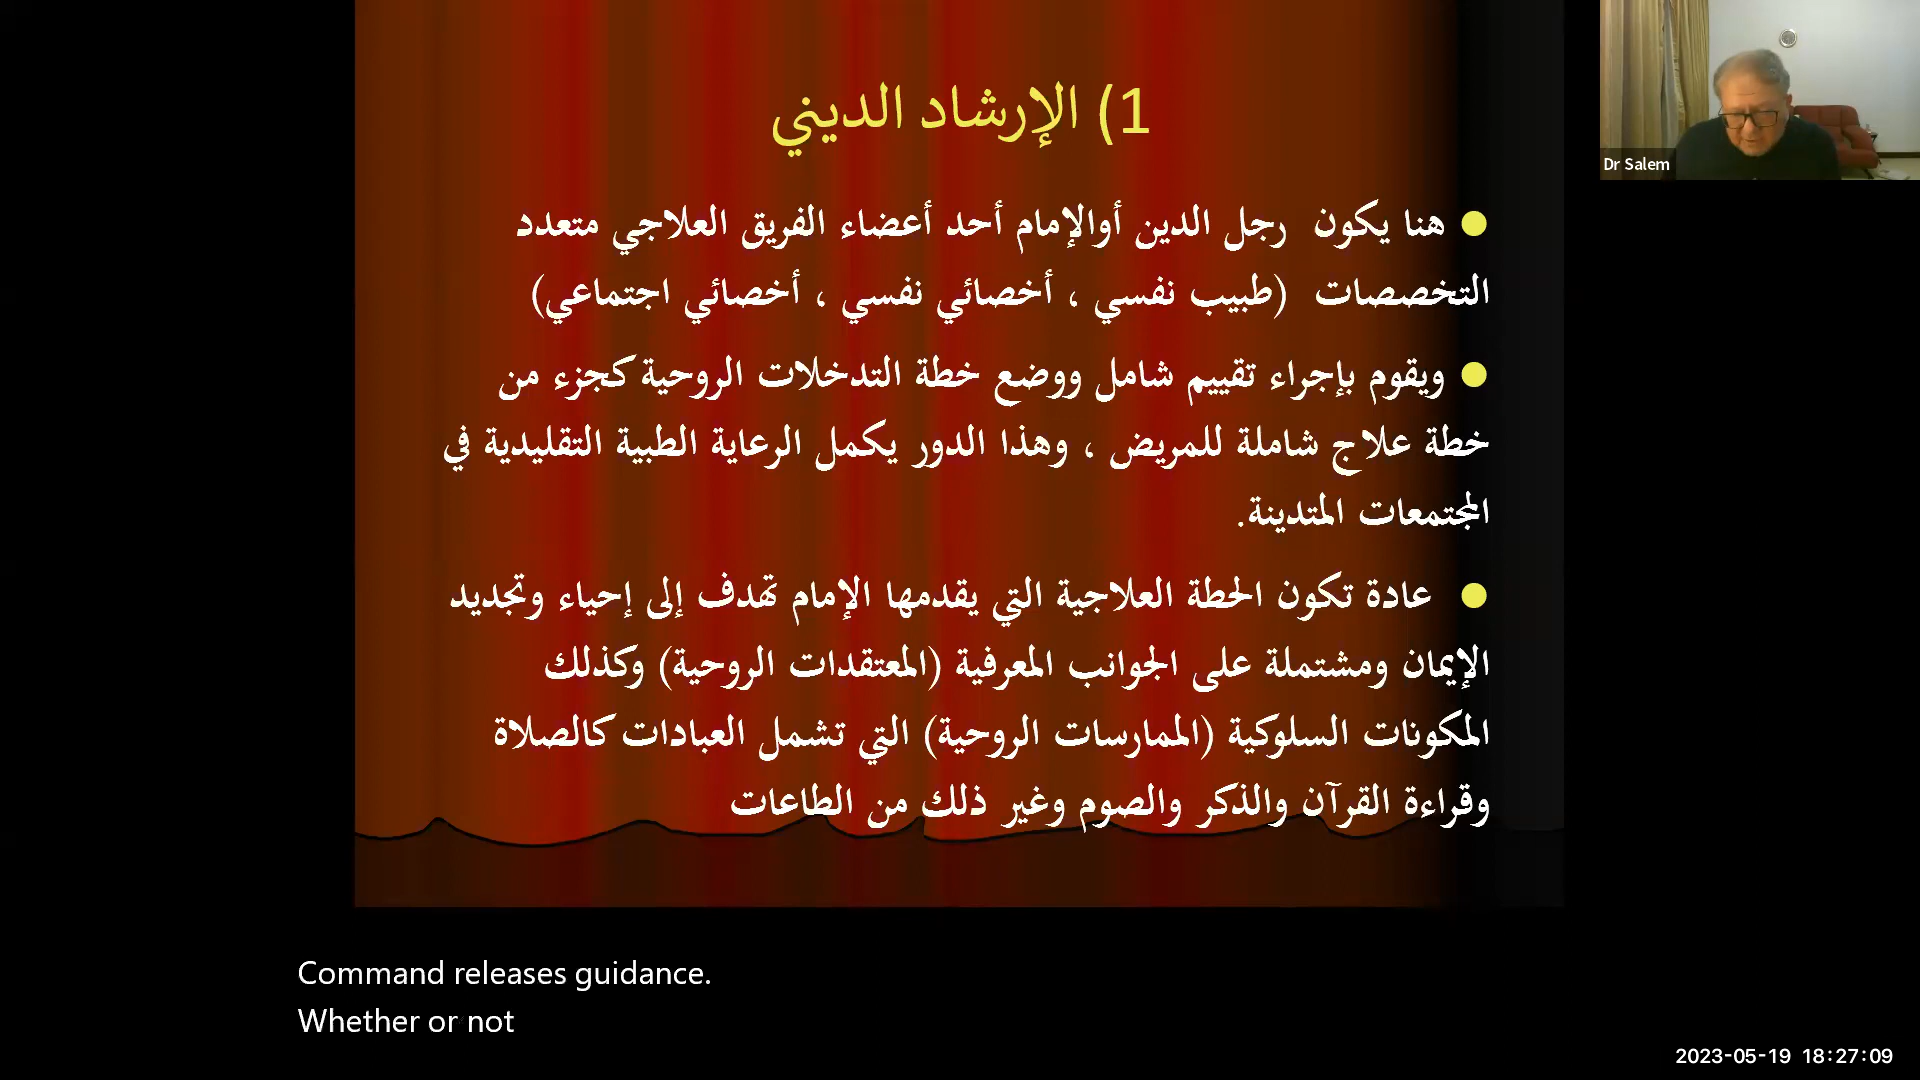 1) الإرشاد الديني
هنا يكون رجل الدين أوالإمام أحد أعضاء الفريق العلاجي متعدد
التخصصات (طبيب نفسي ، أخصائي نفسي ، أخصائي اجتماعي)
ويقوم بإجراء تقييم شامل ووضع خطة التدخلات الروحية كجزء من
خطة علاج شاملة للمريض ، وهذا الدور يكمل الرعاية الطبية التقليدية في
المجتمعات المتدينة.
عادة تكون الحطة العلاجية التي يقدمها الإمام تهدف إلى إحياء وتجديد
الإيمان ومشتملة على الجوانب المعرفية (المعتقدات الروحية) وكذلك
المكونات السلوكية (الممارسات الروحية) التي تشمل العبادات كالصلاة
وقراءة القرآن والذكر والصوم وغير ذلك من الطاعات
Dr Salem
Command releases guidance.
Whether or not
2023-05-19 18:27:09